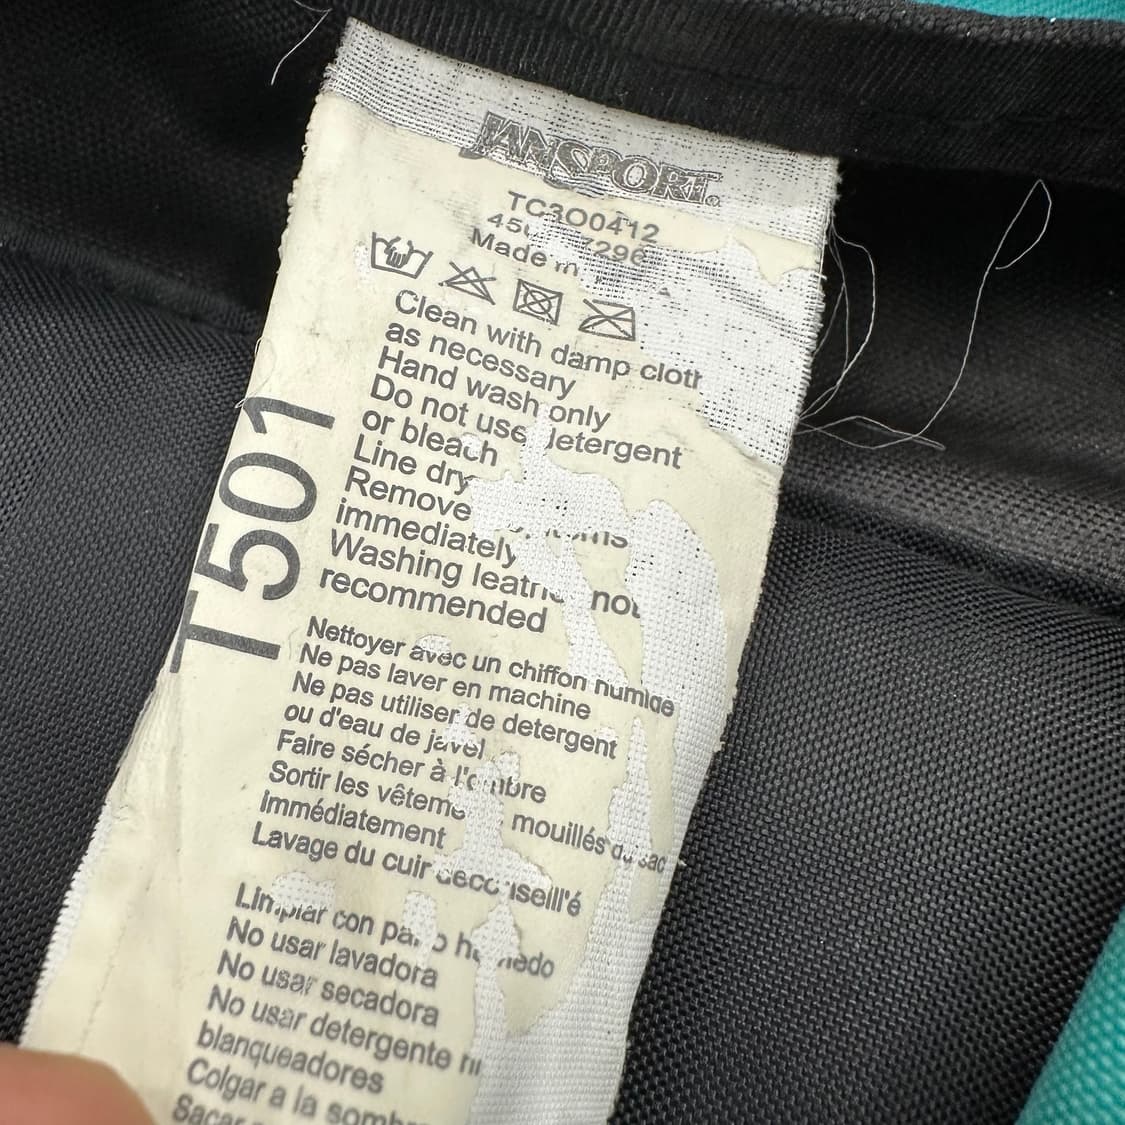 JANSPORT®
TC3O0412
Made in
Clean with damp cloth
as necessary
Hand wash only
Do not use detergent
or bleach
Line dry
Remove
immediately
Washing not
recommended
T501
Nettoyer avec un chiffon humide
Ne pas laver en machine
Ne pas utiliser de detergent
ou d'eau de javel
Faire sécher à l'ombre
Sortir les vêtements mouillés du sac
Immédiatement
Lavage du cuir deconseill'é
Limpiar con paño húmedo
No usar lavadora
No usar secadora
No usar detergente ni
blanqueadores
Colgar a la sombra
Sacar